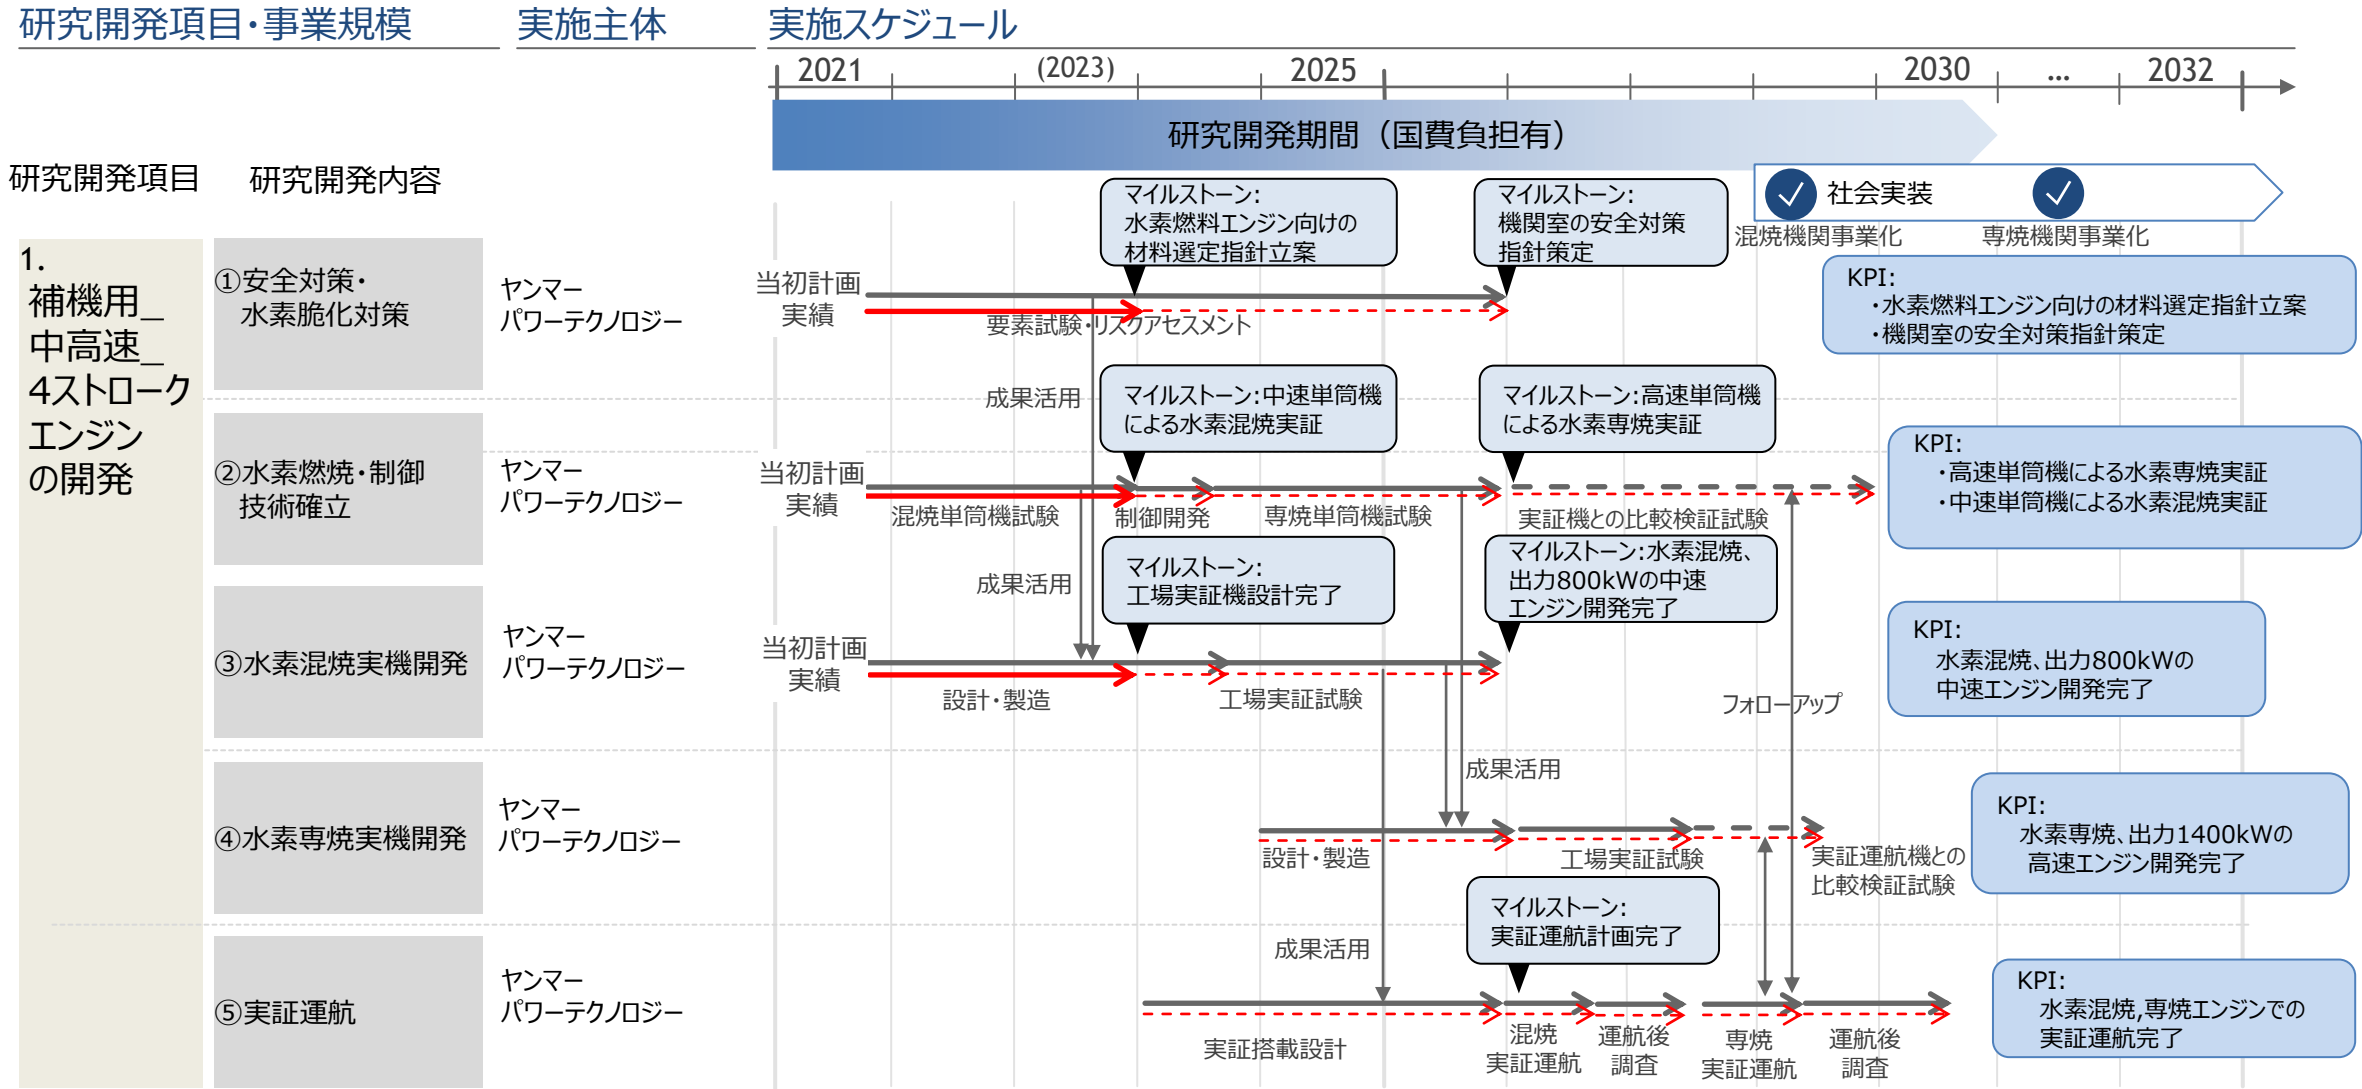 研究開発項目・事業規模
実施主体
実施スケジュール
2021
(2023)
2025
2030
...
2032
研究開発期間（国費負担有）
研究開発項目
研究開発内容
社会実装
混焼機関事業化
専焼機関事業化
1.
補機用_
中高速_
4ストローク
エンジン
の開発
①安全対策・
水素脆化対策
ヤンマー
パワーテクノロジー
当初計画
実績
マイルストーン:
水素燃料エンジン向けの
材料選定指針立案
マイルストーン:
機関室の安全対策
指針策定
要素試験・リスクアセスメント
KPI:
・水素燃料エンジン向けの材料選定指針立案
・機関室の安全対策指針策定
成果活用
②水素燃焼・制御
技術確立
ヤンマー
パワーテクノロジー
当初計画
実績
マイルストーン:中速単筒機
による水素混焼実証
マイルストーン:高速単筒機
による水素専焼実証
混焼単筒機試験
制御開発
専焼単筒機試験
実証機との比較検証試験
KPI:
・高速単筒機による水素専焼実証
・中速単筒機による水素混焼実証
成果活用
③水素混焼実機開発
ヤンマー
パワーテクノロジー
当初計画
実績
マイルストーン:
工場実証機設計完了
マイルストーン:水素混焼、
出力800kWの中速
エンジン開発完了
設計・製造
工場実証試験
フォローアップ
KPI:
水素混焼、出力800kWの
中速エンジン開発完了
成果活用
④水素専焼実機開発
ヤンマー
パワーテクノロジー
設計・製造
工場実証試験
実証運航機との
比較検証試験
KPI:
水素専焼、出力1400kWの
高速エンジン開発完了
成果活用
⑤実証運航
ヤンマー
パワーテクノロジー
マイルストーン:
実証運航計画完了
実証搭載設計
混焼
実証運航
運航後
調査
専焼
実証運航
運航後
調査
KPI:
水素混焼,専焼エンジンでの
実証運航完了